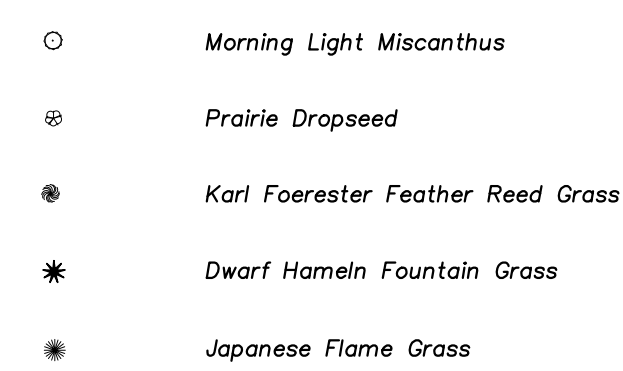 Morning Light Miscanthus
Prairie Dropseed
Karl Foerester Feather Reed Grass
Dwarf Hameln Fountain Grass
Japanese Flame Grass